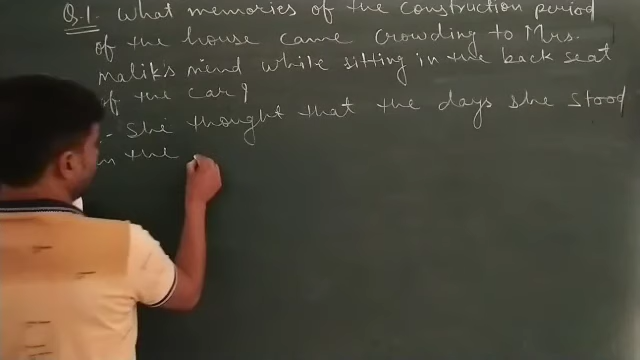 Q.1. What memories of the construction period
of the house came crowding to Mrs.
Malik's mind while sitting in the back seat
of the car?
:- She thought that the days she stood
in the